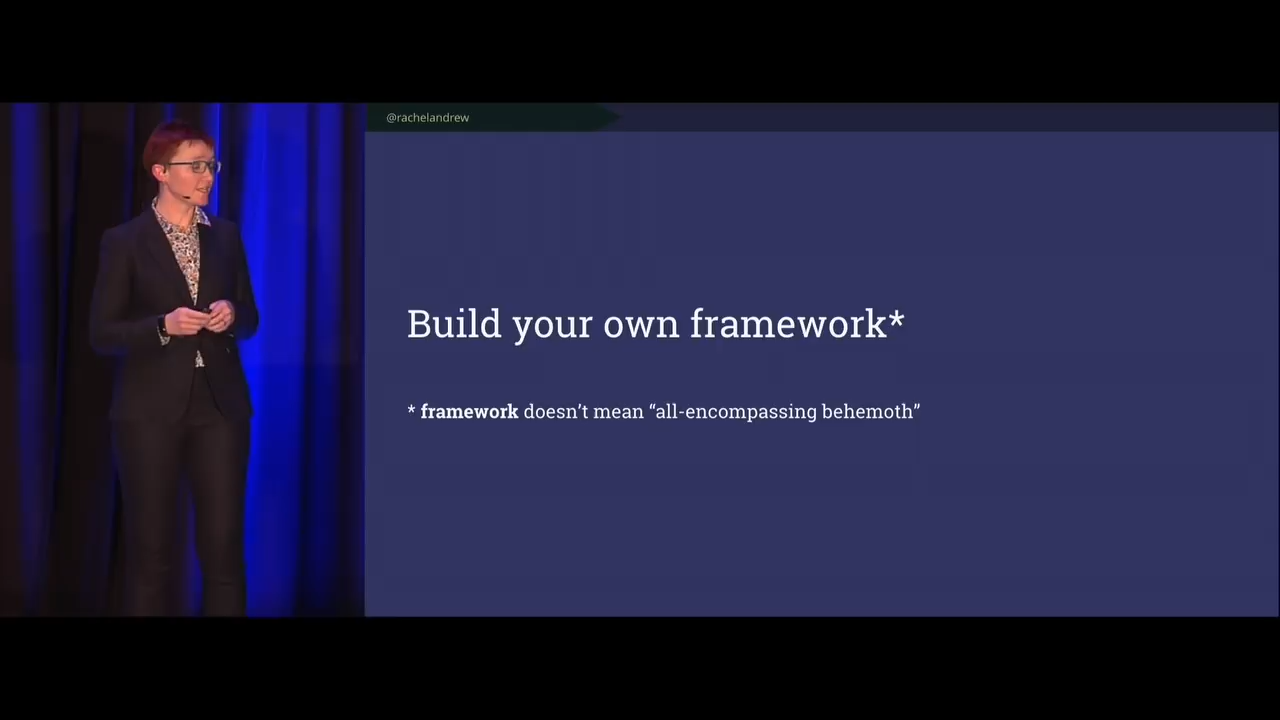 @rachelandrew
Build your own framework*
* framework doesn’t mean “all-encompassing behemoth”